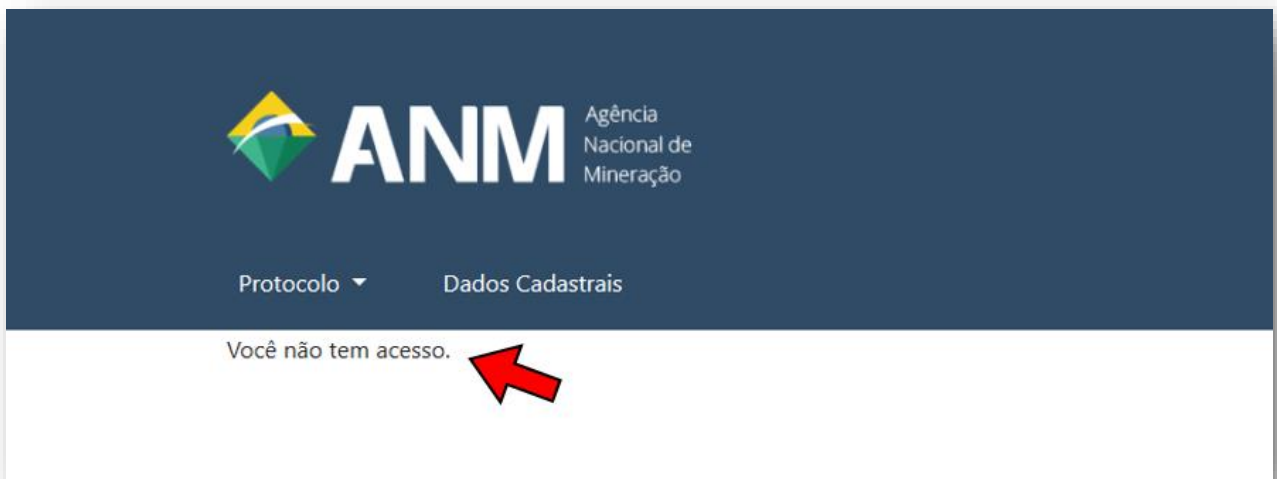 ANM
Agência
Nacional de
Mineração
Protocolo
Dados Cadastrais
Você não tem acesso.